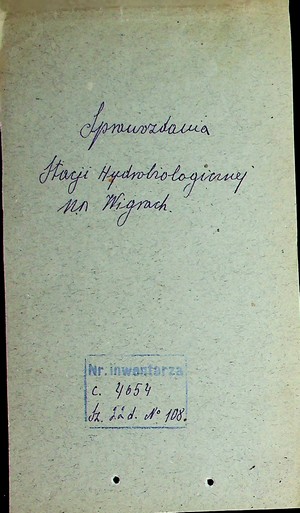 Sprawozdania
Stacji Hydrobiologicznej
na Wigrach.
Nr. inwentarza
c. 4654
Sz. 22 d. № 108.